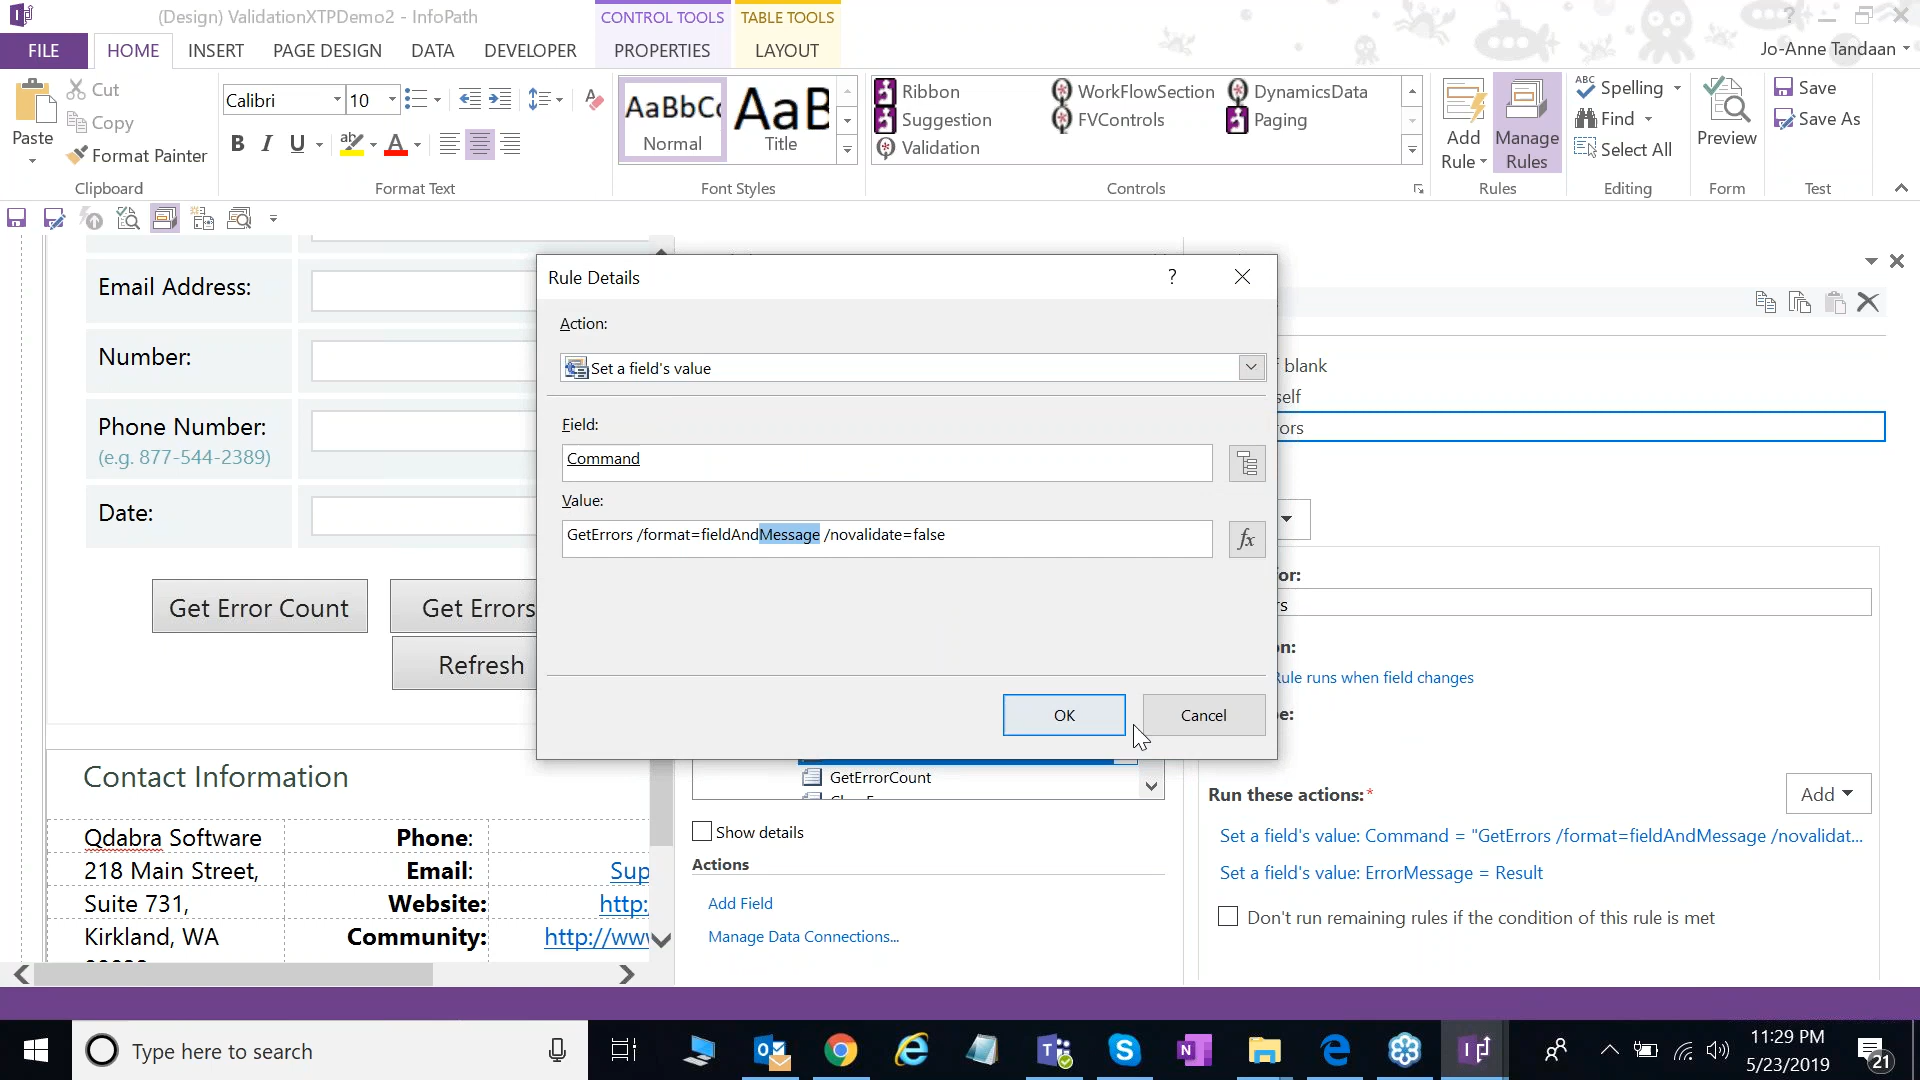 (Design) ValidationXTPDemo2 - InfoPath
CONTROL TOOLS
TABLE TOOLS
?
FILE
HOME
INSERT
PAGE DESIGN
DATA
DEVELOPER
PROPERTIES
LAYOUT
Jo-Anne Tandaan
Paste
Cut
Copy
Format Painter
Clipboard
Calibri
10
B I U
A
Format Text
AaBbCc
Normal
AaB
Title
Font Styles
Ribbon
WorkFlowSection
DynamicsData
Suggestion
FVControls
Paging
Validation
Controls
Add
Rule
Manage
Rules
Rules
ABC
Spelling
Find
Select All
Editing
Preview
Form
Save
Save As
Test
Email Address:
Number:
Phone Number:
(e.g. 877-544-2389)
Date:
Get Error Count
Get Errors
Refresh
Contact Information
Qdabra Software
Phone:
218 Main Street,
Email:
Sup
Suite 731,
Website:
http:
Kirkland, WA
Community:
http://www
Rule Details
?
Action:
Set a field's value
Field:
Command
Value:
GetErrors /format=fieldAndMessage /novalidate=false
fx
OK
Cancel
GetErrorCount
Show details
Actions
Add Field
Manage Data Connections...
blank
self
rors
or:
rs
on:
Rule runs when field changes
e:
Run these actions:*
Add
Set a field's value: Command = "GetErrors /format=fieldAndMessage /novalidat...
Set a field's value: ErrorMessage = Result
Don't run remaining rules if the condition of this rule is met
Type here to search
11:29 PM
5/23/2019
21